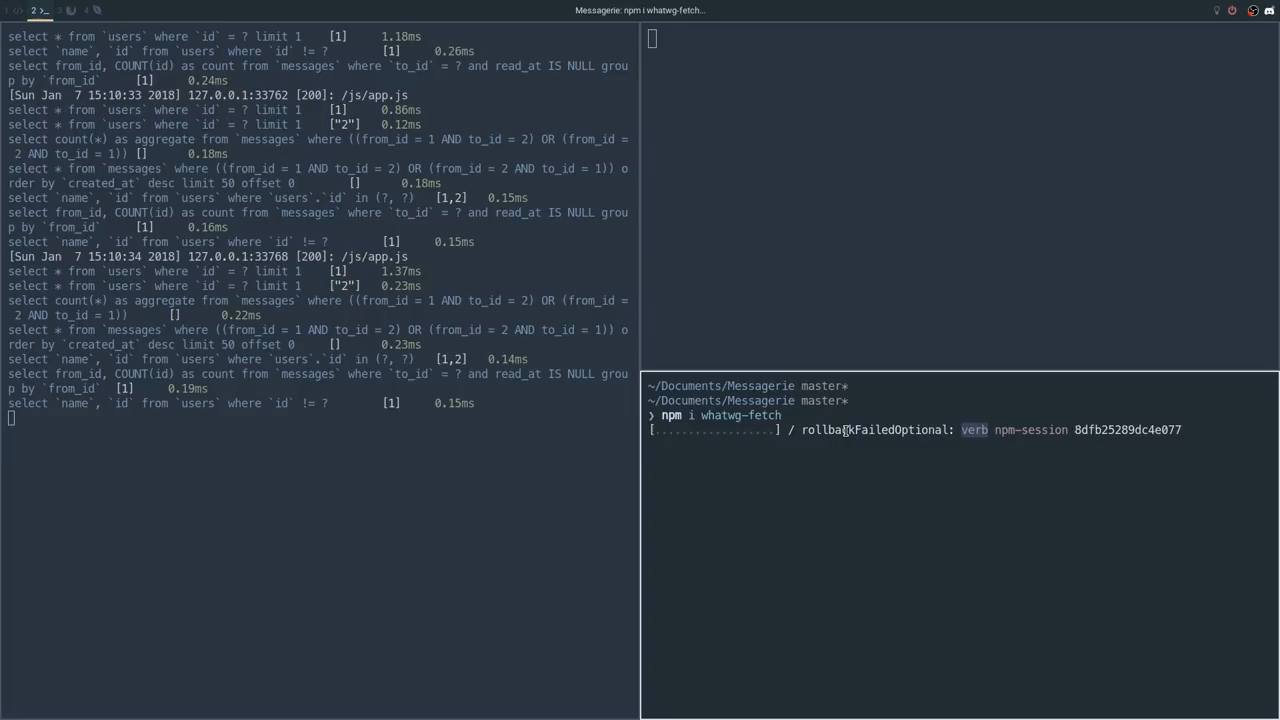 1
2
3
4
Messagerie: npm i whatwg-fetch...
select * from `users` where `id` = ? limit 1 [1] 1.18ms
select `name`, `id` from `users` where `id` != ? [1] 0.26ms
select from_id, COUNT(id) as count from `messages` where `to_id` = ? and read_at IS NULL grou
p by `from_id` [1] 0.24ms
[Sun Jan 7 15:10:33 2018] 127.0.0.1:33762 [200]: /js/app.js
select * from `users` where `id` = ? limit 1 [1] 0.86ms
select * from `users` where `id` = ? limit 1 ["2"] 0.12ms
select count(*) as aggregate from `messages` where ((from_id = 1 AND to_id = 2) OR (from_id =
2 AND to_id = 1)) [] 0.18ms
select * from `messages` where ((from_id = 1 AND to_id = 2) OR (from_id = 2 AND to_id = 1)) o
rder by `created_at` desc limit 50 offset 0 [] 0.18ms
select `name`, `id` from `users` where `users`.`id` in (?, ?) [1,2] 0.15ms
select from_id, COUNT(id) as count from `messages` where `to_id` = ? and read_at IS NULL grou
p by `from_id` [1] 0.16ms
select `name`, `id` from `users` where `id` != ? [1] 0.15ms
[Sun Jan 7 15:10:34 2018] 127.0.0.1:33768 [200]: /js/app.js
select * from `users` where `id` = ? limit 1 [1] 1.37ms
select * from `users` where `id` = ? limit 1 ["2"] 0.23ms
select count(*) as aggregate from `messages` where ((from_id = 1 AND to_id = 2) OR (from_id =
2 AND to_id = 1)) [] 0.22ms
select * from `messages` where ((from_id = 1 AND to_id = 2) OR (from_id = 2 AND to_id = 1)) o
rder by `created_at` desc limit 50 offset 0 [] 0.23ms
select `name`, `id` from `users` where `users`.`id` in (?, ?) [1,2] 0.14ms
select from_id, COUNT(id) as count from `messages` where `to_id` = ? and read_at IS NULL grou
p by `from_id` [1] 0.19ms
select `name`, `id` from `users` where `id` != ? [1] 0.15ms
~/Documents/Messagerie master*
~/Documents/Messagerie master*
❯ npm i whatwg-fetch
[..................] / rollbackFailedOptional: verb npm-session 8dfb25289dc4e077